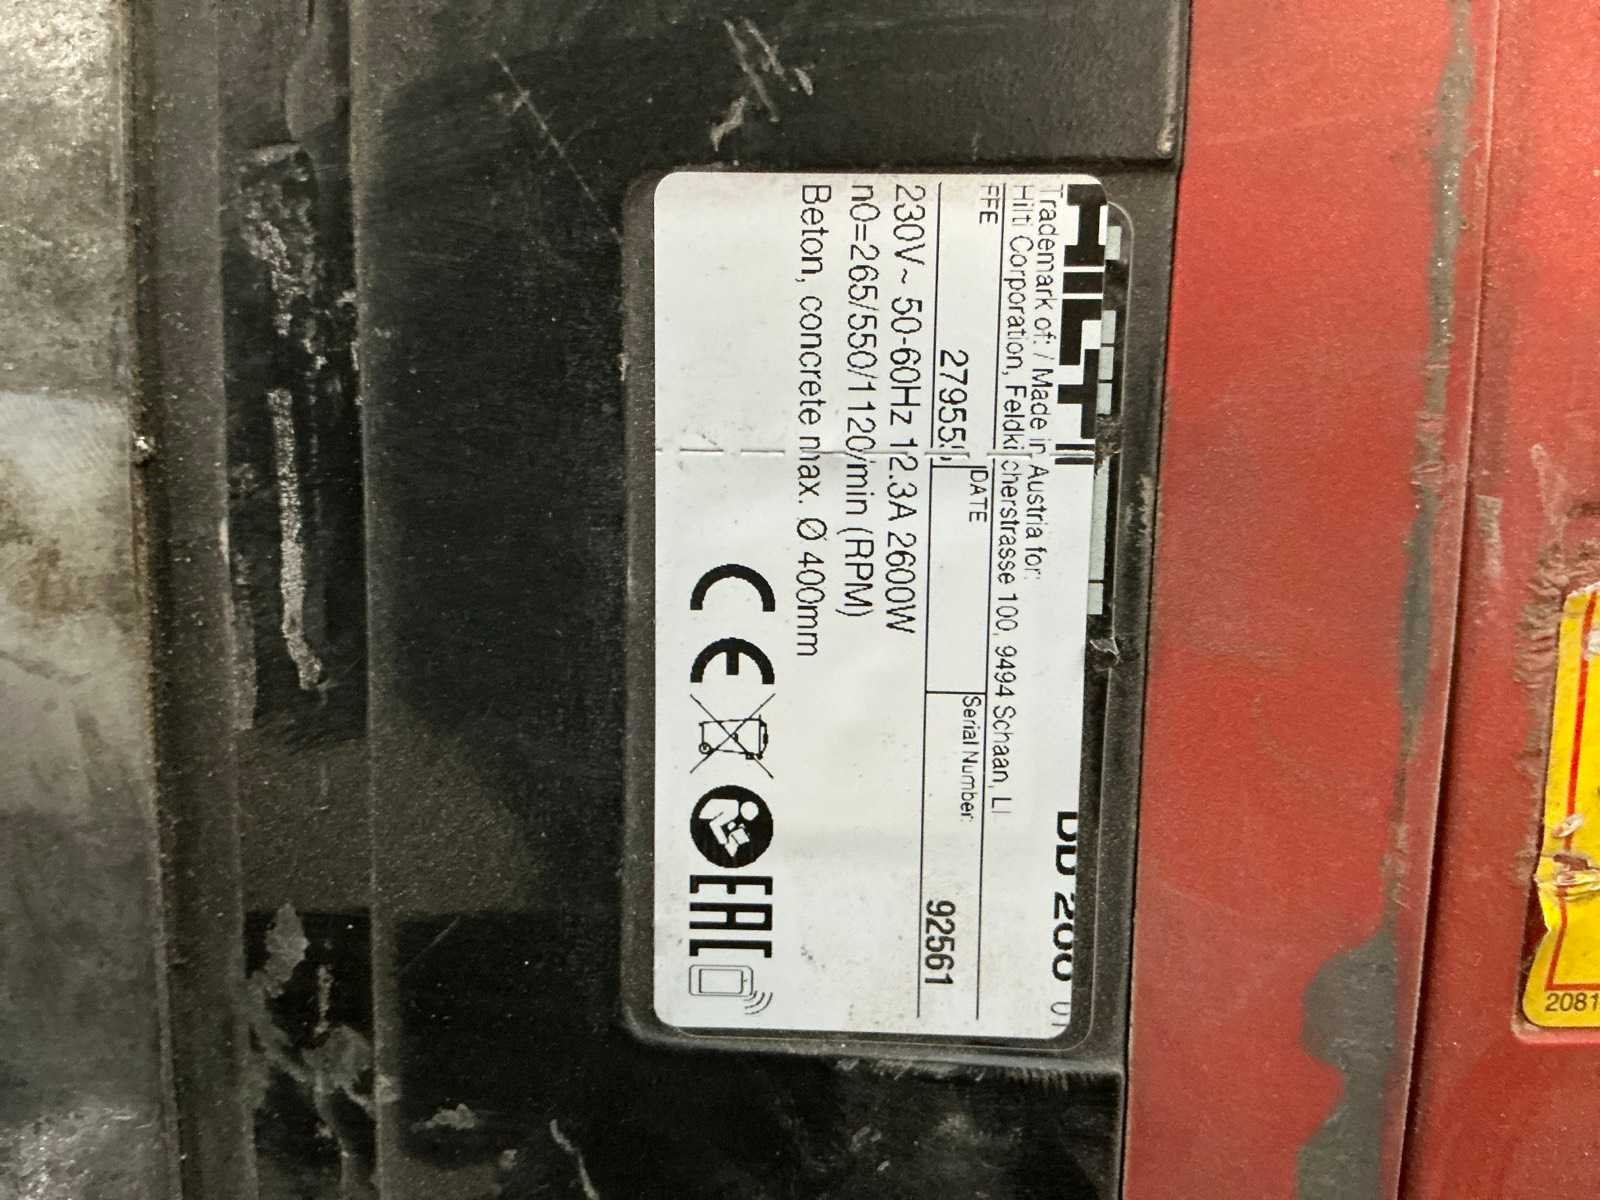 HILTI
DD 200 01
Trademark of: / Made in Austria for:
Hilti Corporation, Feldkircherstrasse 100, 9494 Schaan, LI
DATE Serial Number:
92561
230V~ 50-60Hz 12.3A 2600W
n0=265/550/1120/min (RPM)
Beton, concrete max. Ø 400mm
CE
EAC
2081